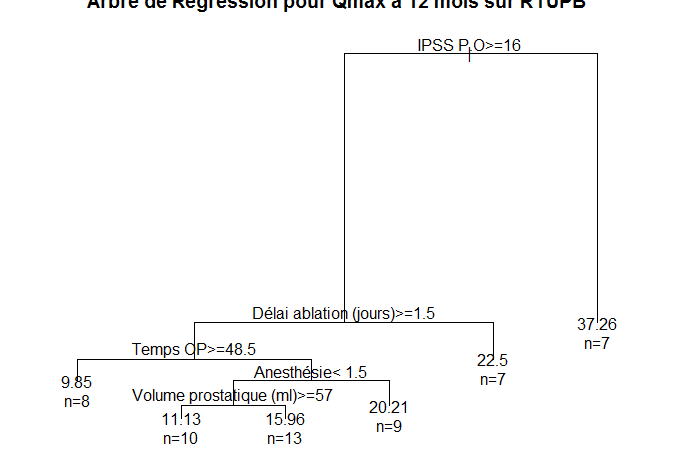 Arbre de Régression pour Qmax à 12 mois sur RTUPB
IPSS P_O>=16
Délai ablation (jours)>=1.5
37.26
n=7
Temps OP>=48.5
22.5
n=7
Anesthésie< 1.5
9.85
n=8
Volume prostatique (ml)>=57
20.21
n=9
11.13
n=10
15.96
n=13